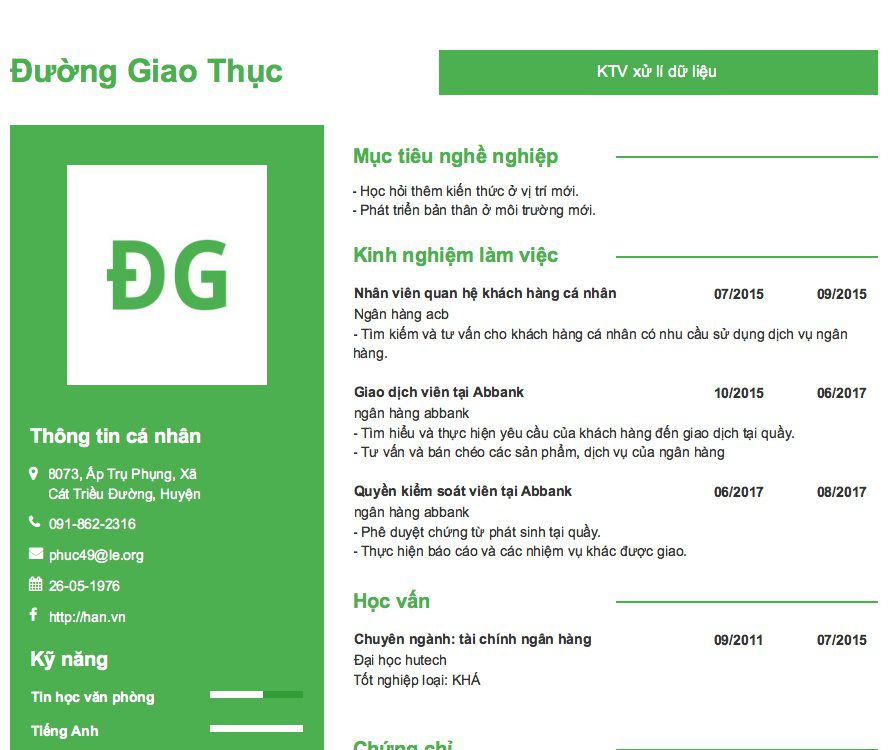 Đường Giao Thục
KTV xử lí dữ liệu
ĐG
Thông tin cá nhân
8073, Ấp Trụ Phụng, Xã
Cát Triều Đường, Huyện
091-862-2316
phuc49@le.org
26-05-1976
http://han.vn
Kỹ năng
Tin học văn phòng
Tiếng Anh
Mục tiêu nghề nghiệp
- Học hỏi thêm kiến thức ở vị trí mới.
- Phát triển bản thân ở môi trường mới.
Kinh nghiệm làm việc
Nhân viên quan hệ khách hàng cá nhân 07/2015 09/2015
Ngân hàng acb
- Tìm kiếm và tư vấn cho khách hàng cá nhân có nhu cầu sử dụng dịch vụ ngân
hàng.
Giao dịch viên tại Abbank 10/2015 06/2017
ngân hàng abbank
- Tìm hiểu và thực hiện yêu cầu của khách hàng đến giao dịch tại quầy.
- Tư vấn và bán chéo các sản phẩm, dịch vụ của ngân hàng
Quyền kiểm soát viên tại Abbank 06/2017 08/2017
ngân hàng abbank
- Phê duyệt chứng từ phát sinh tại quầy.
- Thực hiện báo cáo và các nhiệm vụ khác được giao.
Học vấn
Chuyên ngành: tài chính ngân hàng 09/2011 07/2015
Đại học hutech
Tốt nghiệp loại: KHÁ
Chứng chỉ